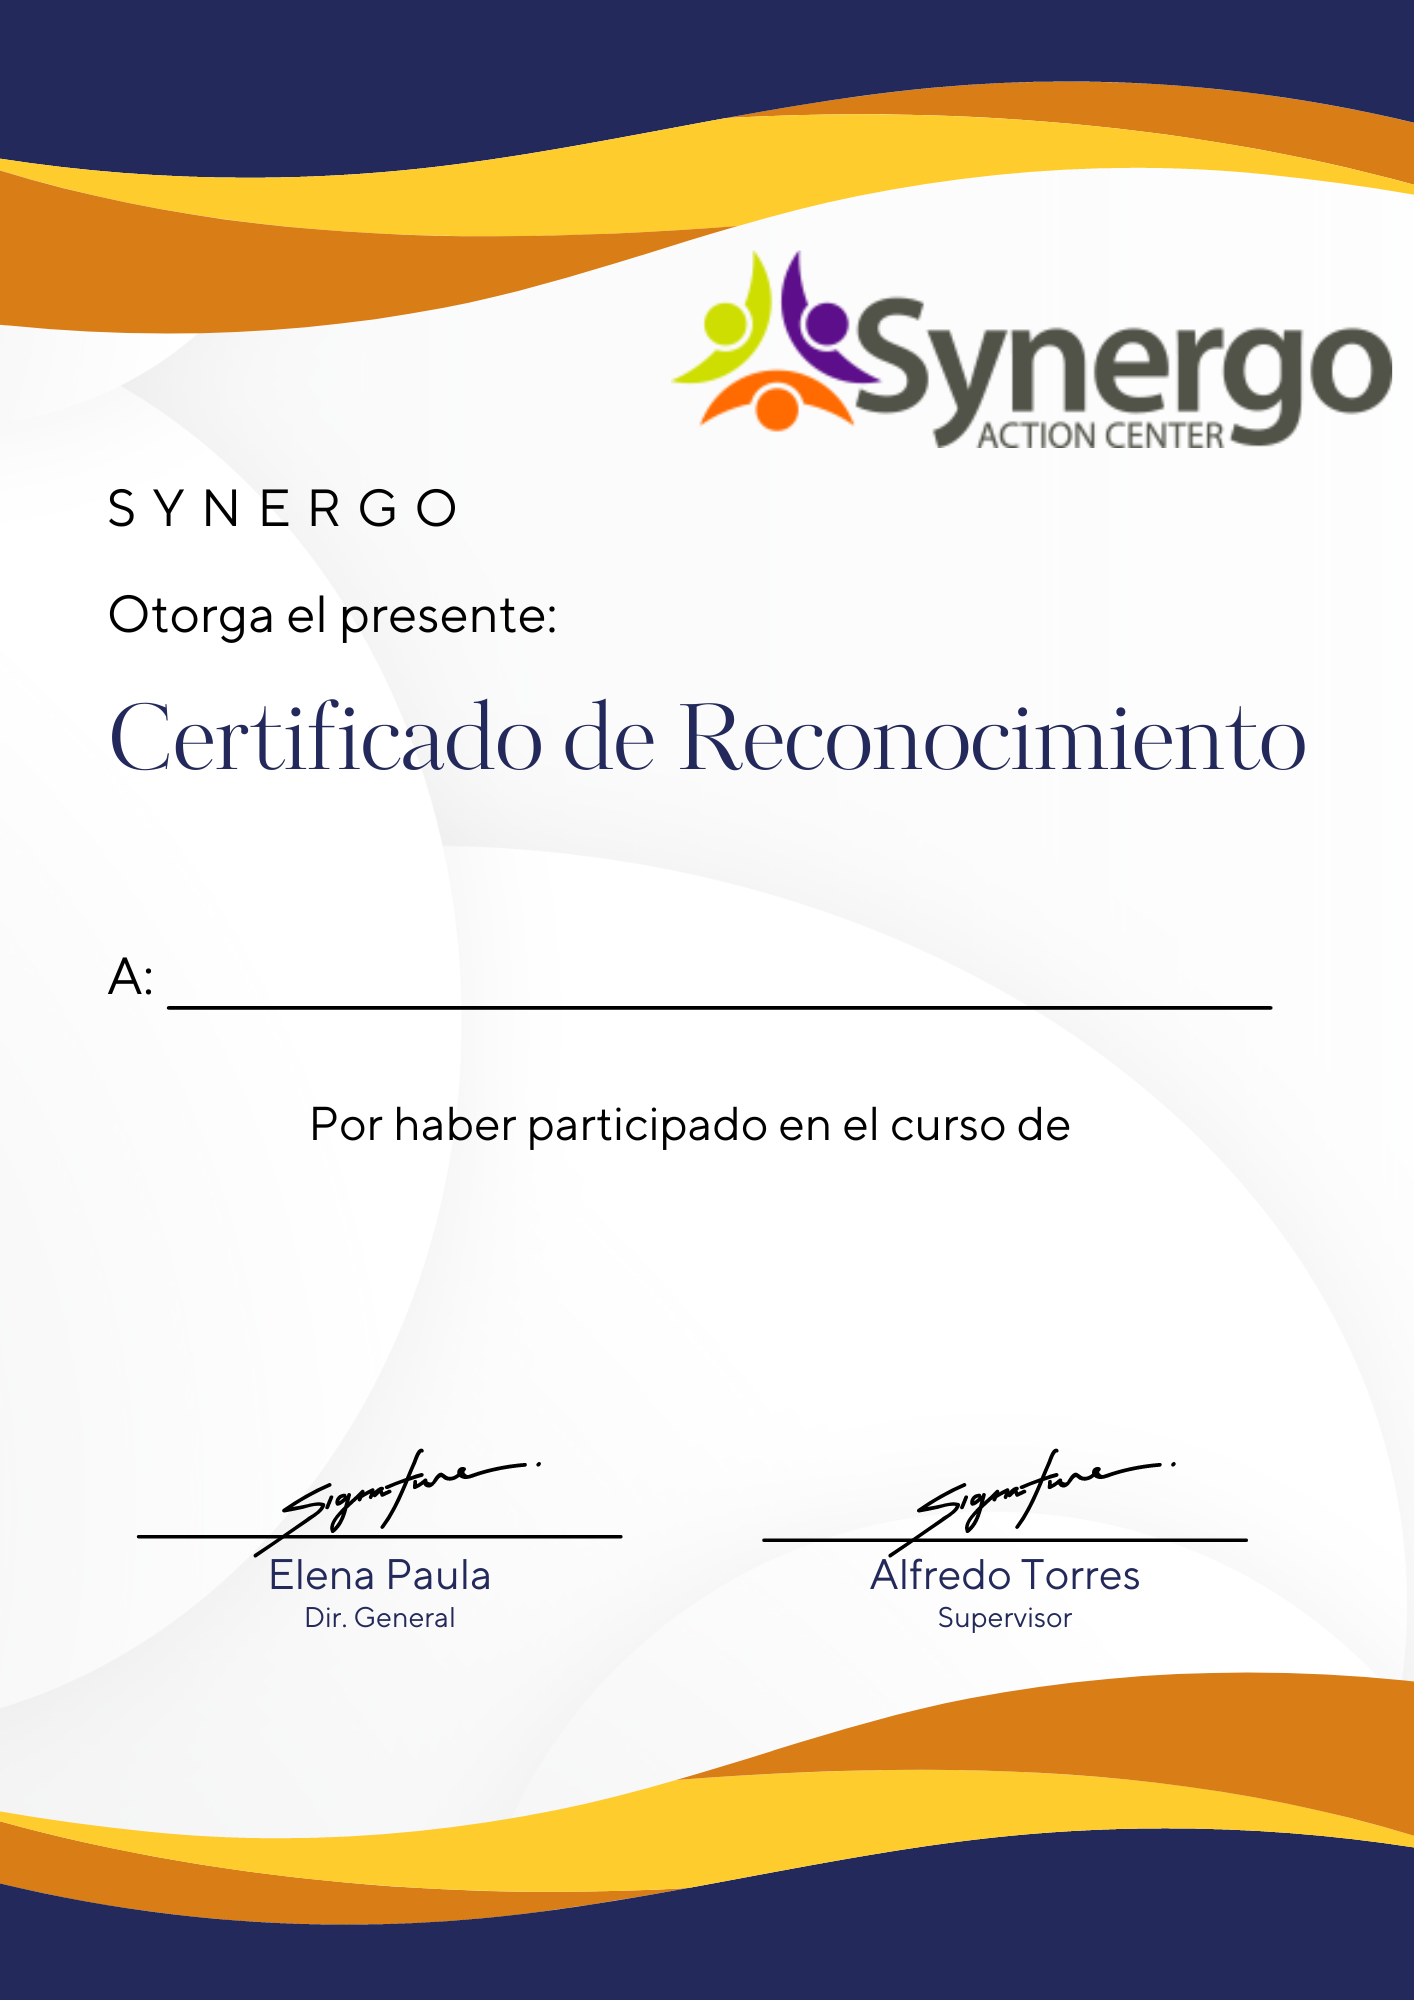 Synergo
ACTION CENTER
SYNERGO
Otorga el presente:
Certificado de Reconocimiento
A:
Por haber participado en el curso de
Signature Signature
Elena Paula Alfredo Torres
Dir. General Supervisor